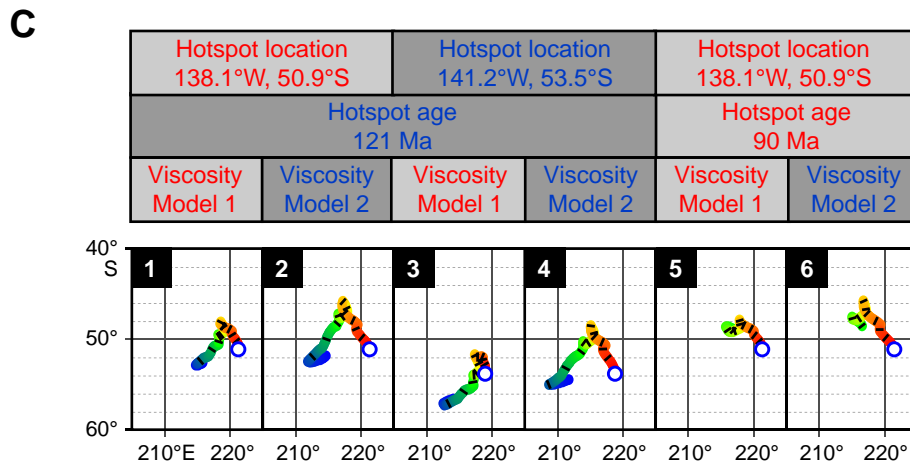 C
Hotspot location
138.1°W, 50.9°S
Hotspot location
141.2°W, 53.5°S
Hotspot location
138.1°W, 50.9°S
Hotspot age
121 Ma
Hotspot age
90 Ma
Viscosity
Model 1
Viscosity
Model 2
Viscosity
Model 1
Viscosity
Model 2
Viscosity
Model 1
Viscosity
Model 2
40°
S
50°
60°
1
2
3
4
5
6
210°E 220° 210° 220° 210° 220° 210° 220° 210° 220° 210° 220°